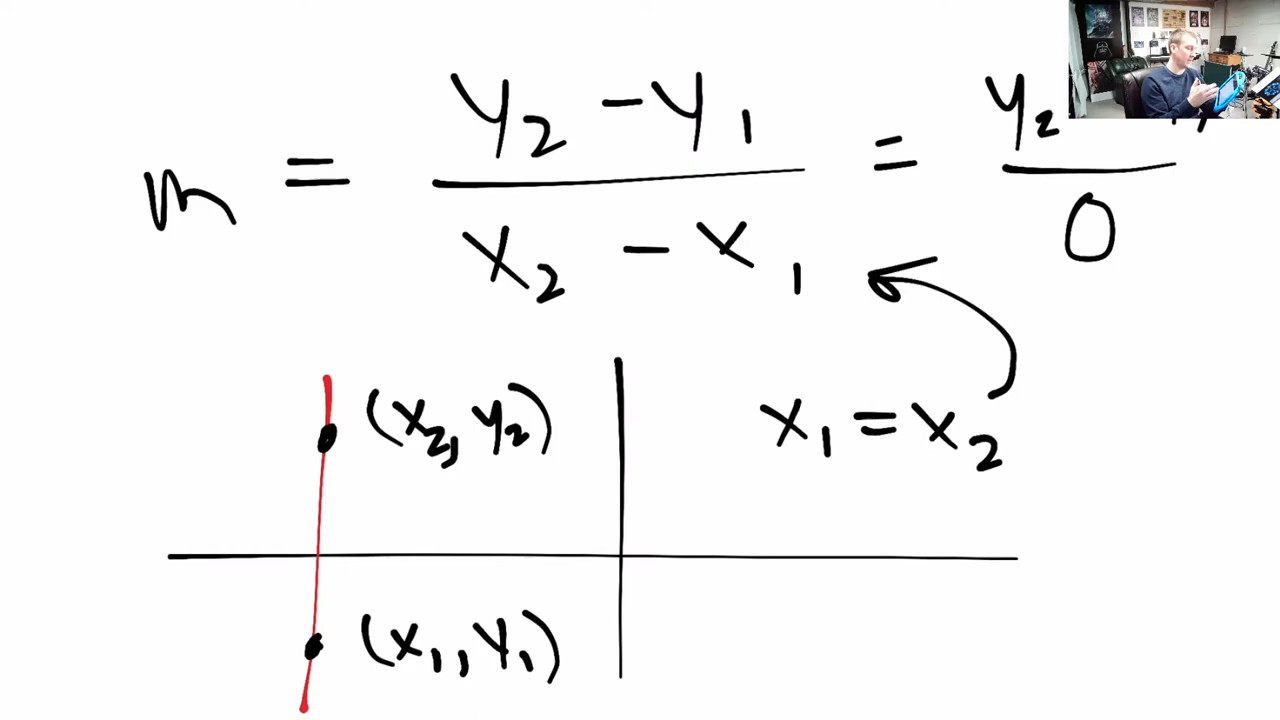 m = (y₂ - y₁)/(x₂ - x₁) = y₂/0
(x₂, y₂)
x₁ = x₂
(x₁, y₁)